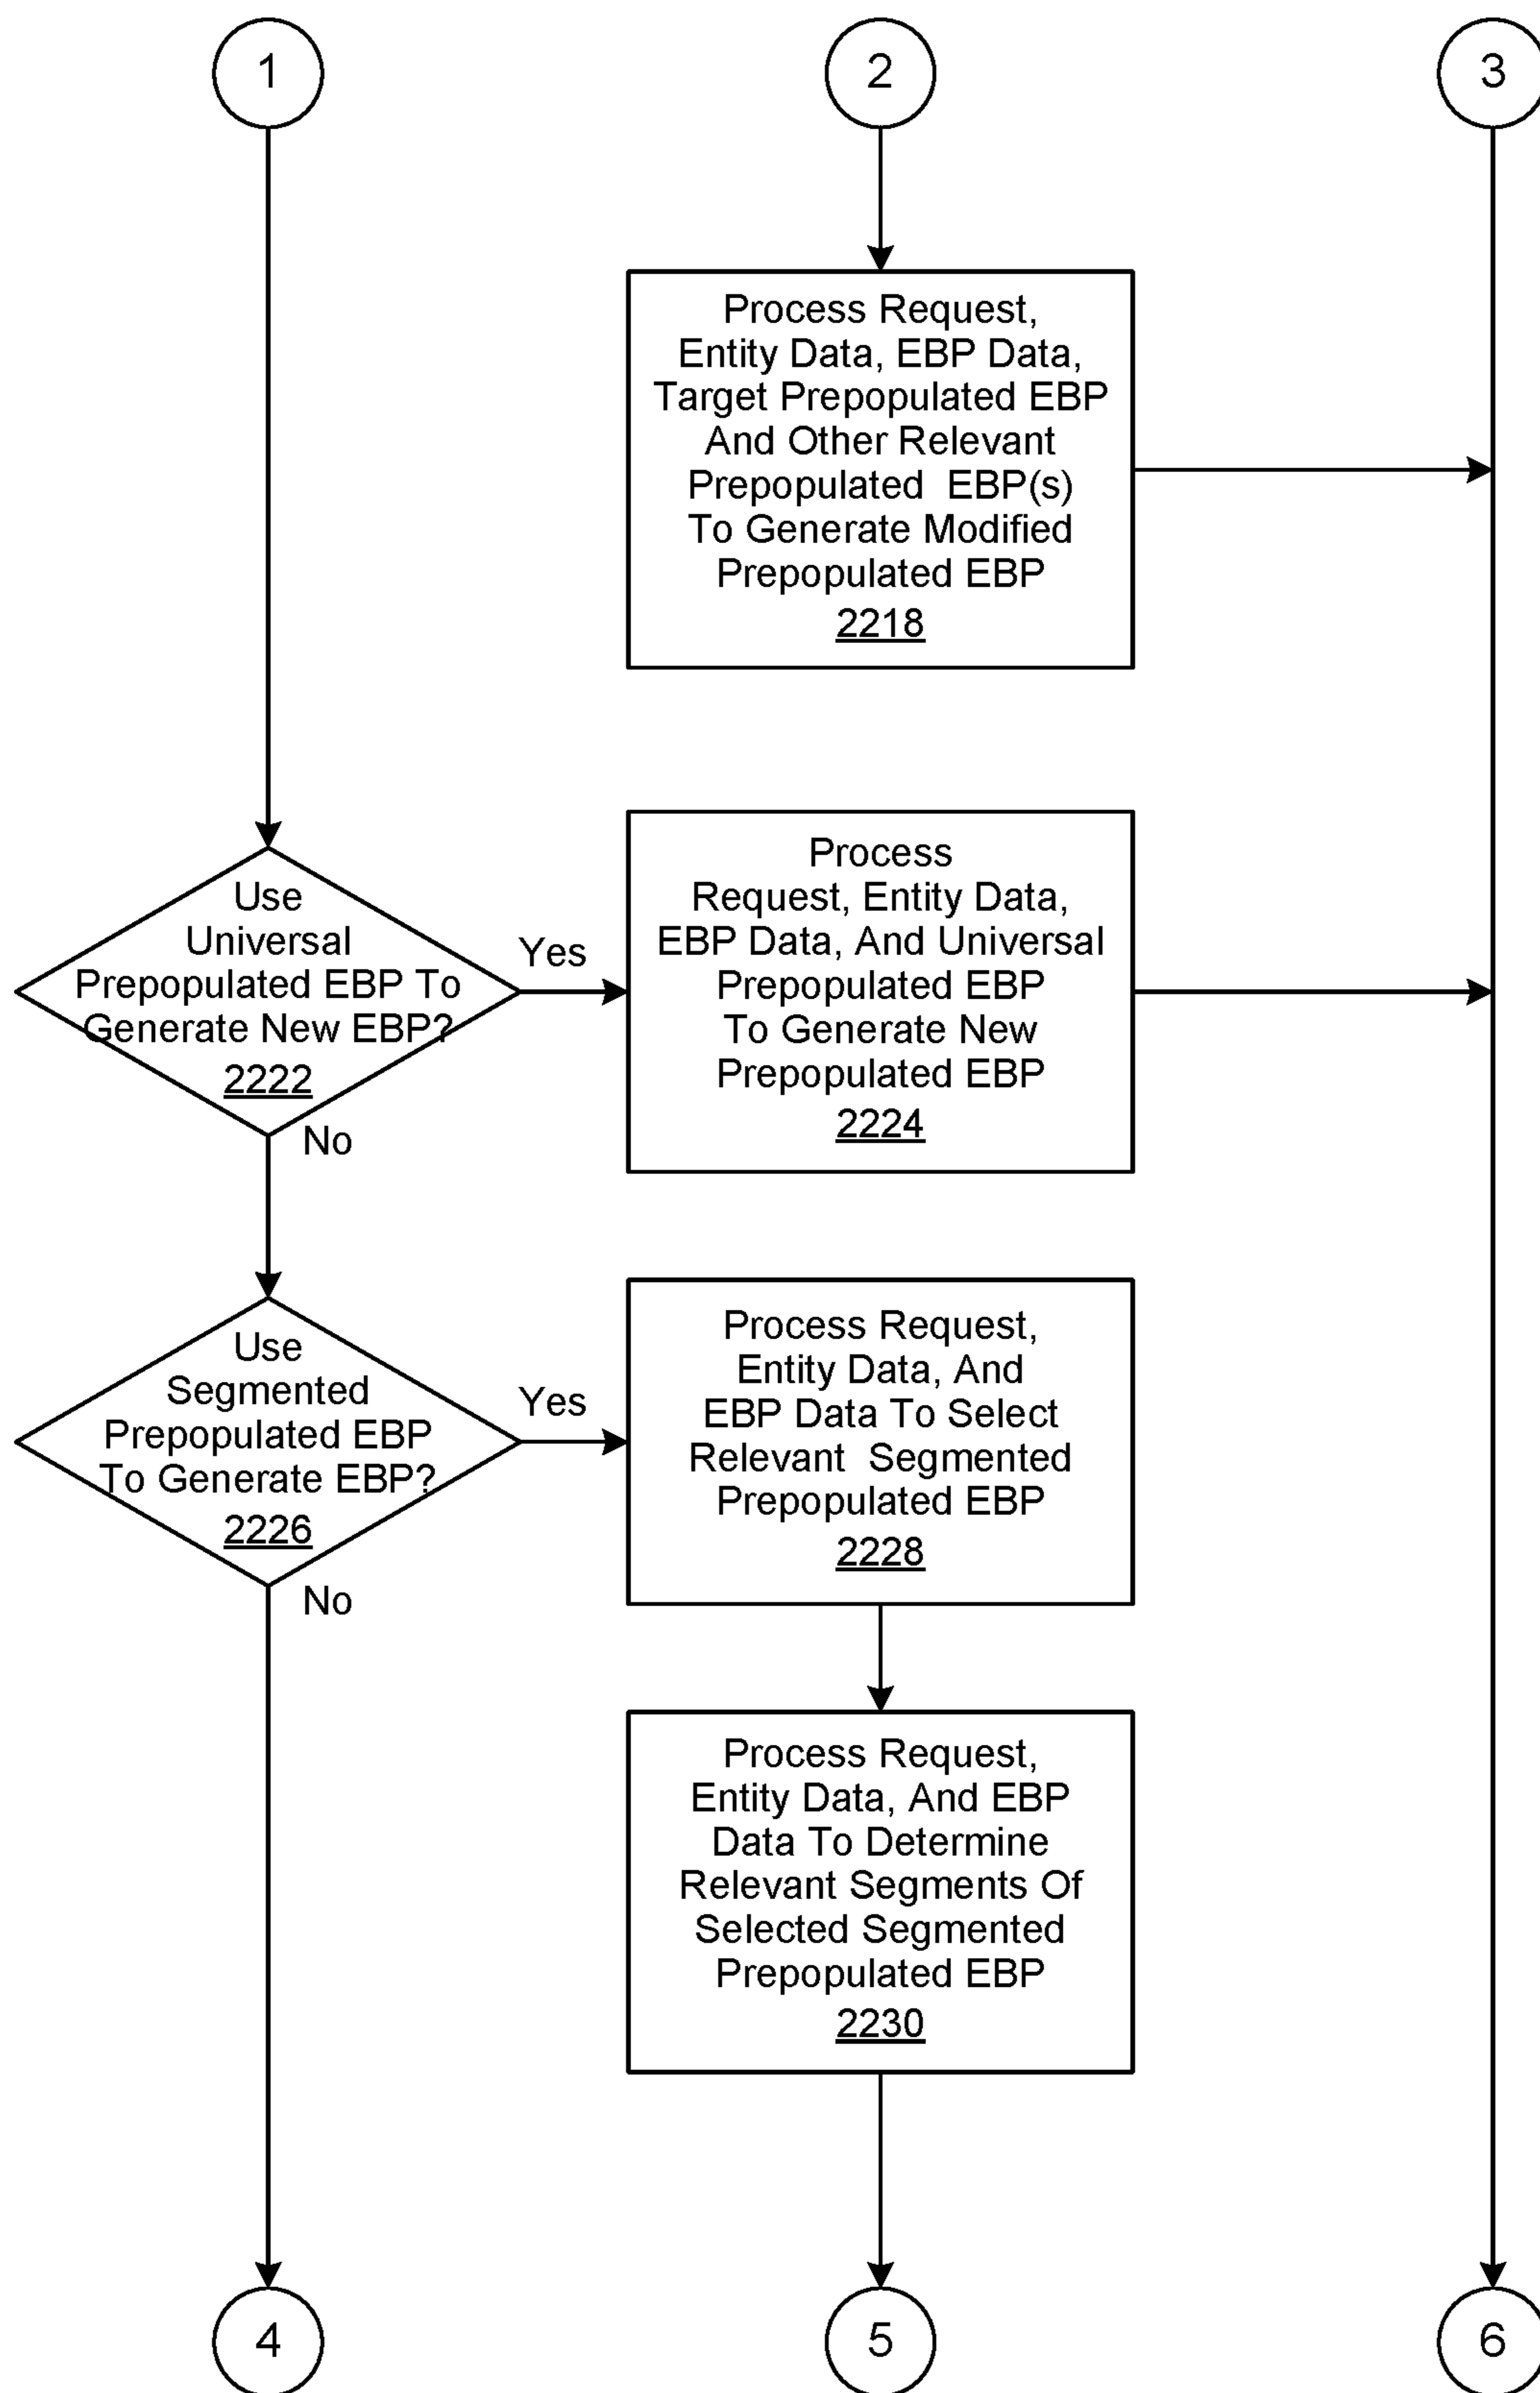 1
2
3
Process Request,
Entity Data, EBP Data,
Target Prepopulated EBP
And Other Relevant
Prepopulated EBP(s)
To Generate Modified
Prepopulated EBP
2218
Use
Universal
Prepopulated EBP To
Generate New EBP?
2222
Yes
No
Process
Request, Entity Data,
EBP Data, And Universal
Prepopulated EBP
To Generate New
Prepopulated EBP
2224
Use
Segmented
Prepopulated EBP
To Generate EBP?
2226
Yes
No
Process Request,
Entity Data, And
EBP Data To Select
Relevant Segmented
Prepopulated EBP
2228
Process Request,
Entity Data, And EBP
Data To Determine
Relevant Segments Of
Selected Segmented
Prepopulated EBP
2230
4
5
6